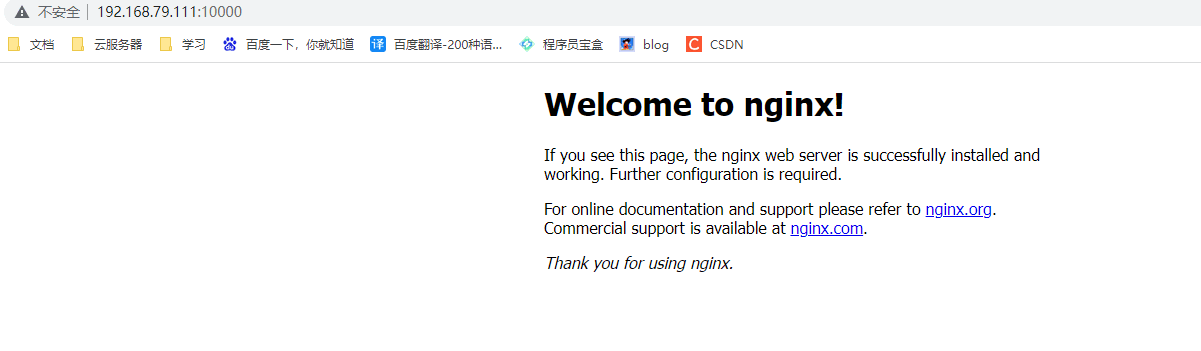 不安全 192.168.79.111:10000
文档 云服务器 学习 百度一下，你就知道 译 百度翻译-200种语... 程序员宝盒 blog C CSDN
Welcome to nginx!
If you see this page, the nginx web server is successfully installed and
working. Further configuration is required.
For online documentation and support please refer to nginx.org.
Commercial support is available at nginx.com.
Thank you for using nginx.